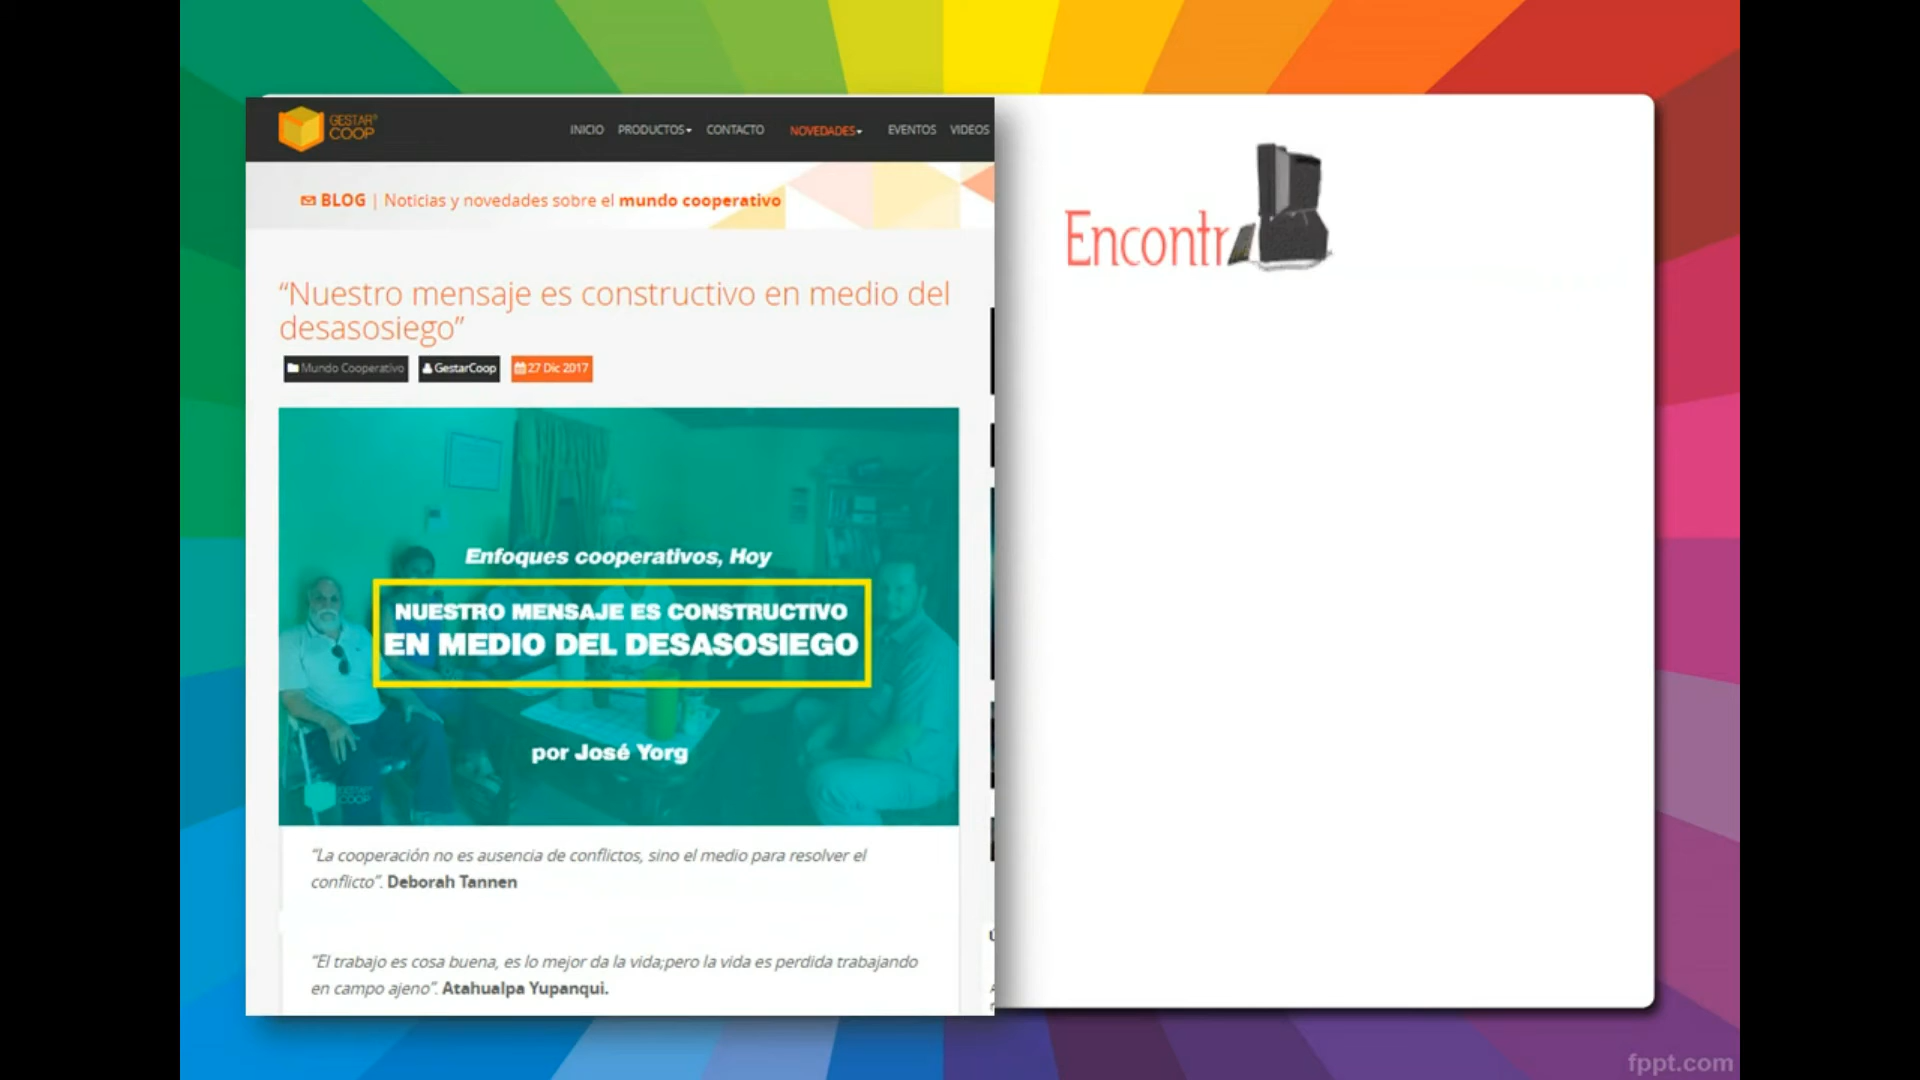 GESTAR®
COOP
INICIO PRODUCTOS CONTACTO NOVEDADES EVENTOS VIDEOS
BLOG | Noticias y novedades sobre el mundo cooperativo
“Nuestro mensaje es constructivo en medio del
desasosiego”
Mundo Cooperativo GestarCoop 27 Dic 2017
Enfoques cooperativos, Hoy
NUESTRO MENSAJE ES CONSTRUCTIVO
EN MEDIO DEL DESASOSIEGO
por José Yorg
GESTAR
COOP
“La cooperación no es ausencia de conflictos, sino el medio para resolver el
conflicto”. Deborah Tannen
“El trabajo es cosa buena, es lo mejor da la vida;pero la vida es perdida trabajando
en campo ajeno”. Atahualpa Yupanqui.
Encontr
fppt.com